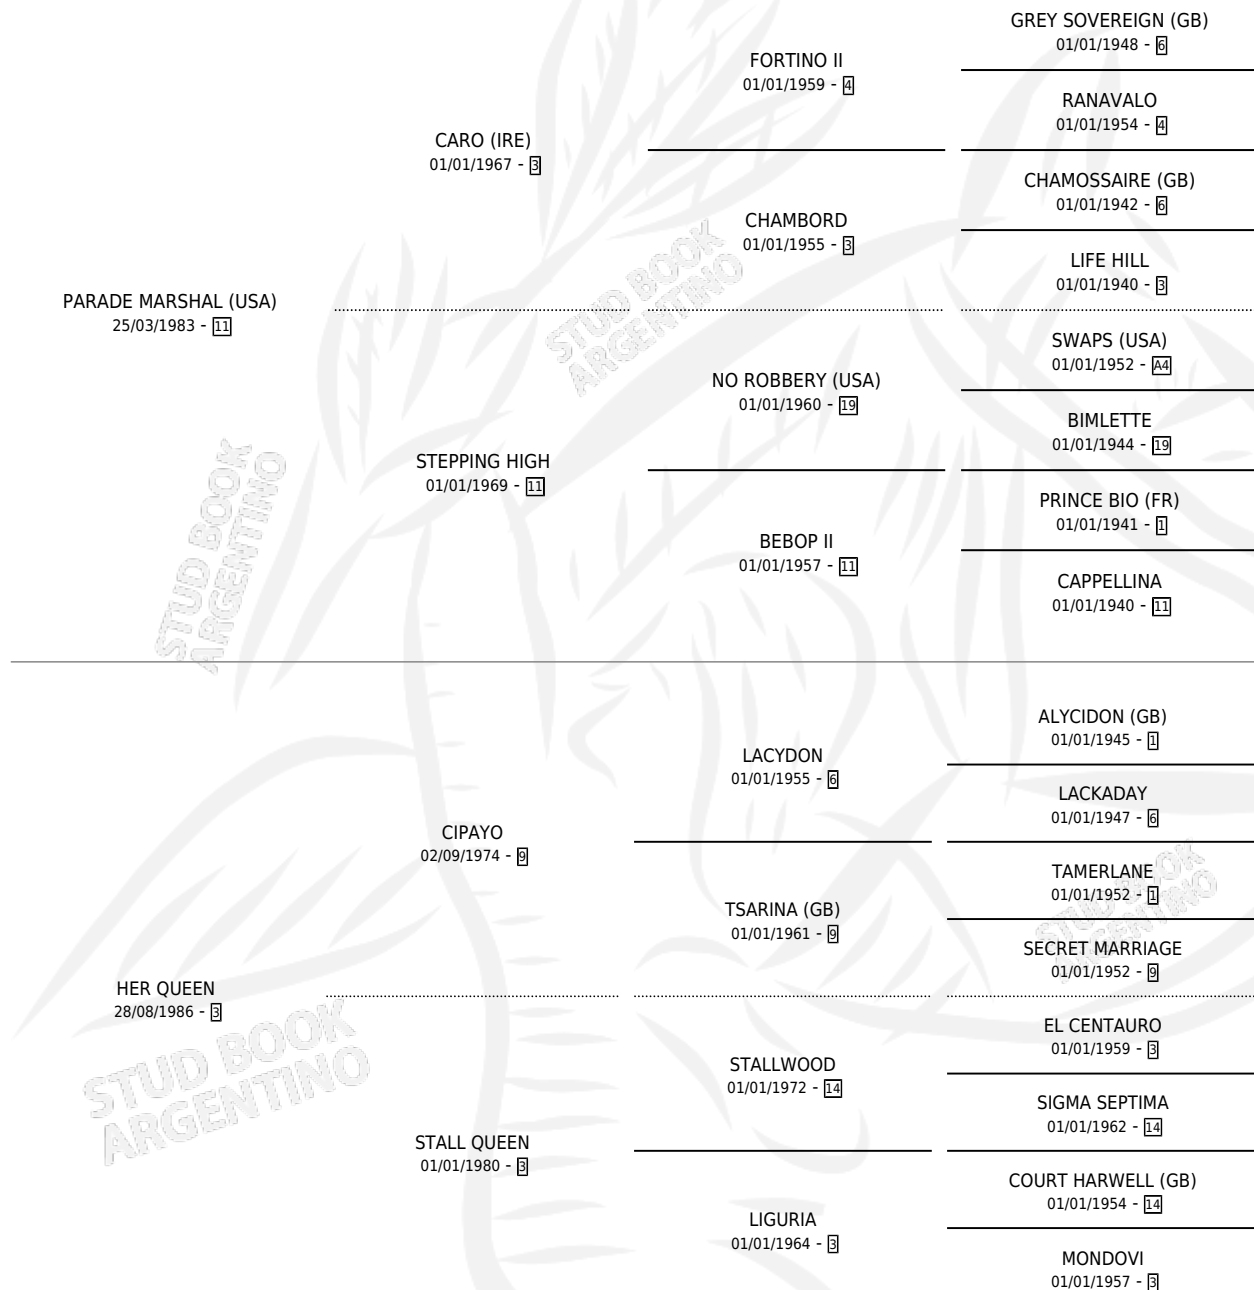 GREY SOVEREIGN (GB)
01/01/1948 - 6
FORTINO II
01/01/1959 - 4
RANAVALO
01/01/1954 - 4
CARO (IRE)
01/01/1967 - 3
CHAMOSSAIRE (GB)
01/01/1942 - 6
CHAMBORD
01/01/1955 - 3
LIFE HILL
01/01/1940 - 3
PARADE MARSHAL (USA)
25/03/1983 - 11
SWAPS (USA)
01/01/1952 - A4
NO ROBBERY (USA)
01/01/1960 - 19
BIMLETTE
01/01/1944 - 19
STEPPING HIGH
01/01/1969 - 11
PRINCE BIO (FR)
01/01/1941 - 1
BEBOP II
01/01/1957 - 11
CAPPELLINA
01/01/1940 - 11
ALYCIDON (GB)
01/01/1945 - 1
LACYDON
01/01/1955 - 6
LACKADAY
01/01/1947 - 6
CIPAYO
02/09/1974 - 9
TAMERLANE
01/01/1952 - 1
TSARINA (GB)
01/01/1961 - 9
SECRET MARRIAGE
01/01/1952 - 9
HER QUEEN
28/08/1986 - 3
EL CENTAURO
01/01/1959 - 3
STALLWOOD
01/01/1972 - 14
SIGMA SEPTIMA
01/01/1962 - 14
STALL QUEEN
01/01/1980 - 3
COURT HARWELL (GB)
01/01/1954 - 14
LIGURIA
01/01/1964 - 3
MONDOVI
01/01/1957 - 3
STUD BOOK
ARGENTINO
STUD BOOK
ARGENTINO
STUD BOOK
ARGENTINO
STUD BOOK
ARGENTINO